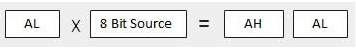 AL X 8 Bit Source = AH AL